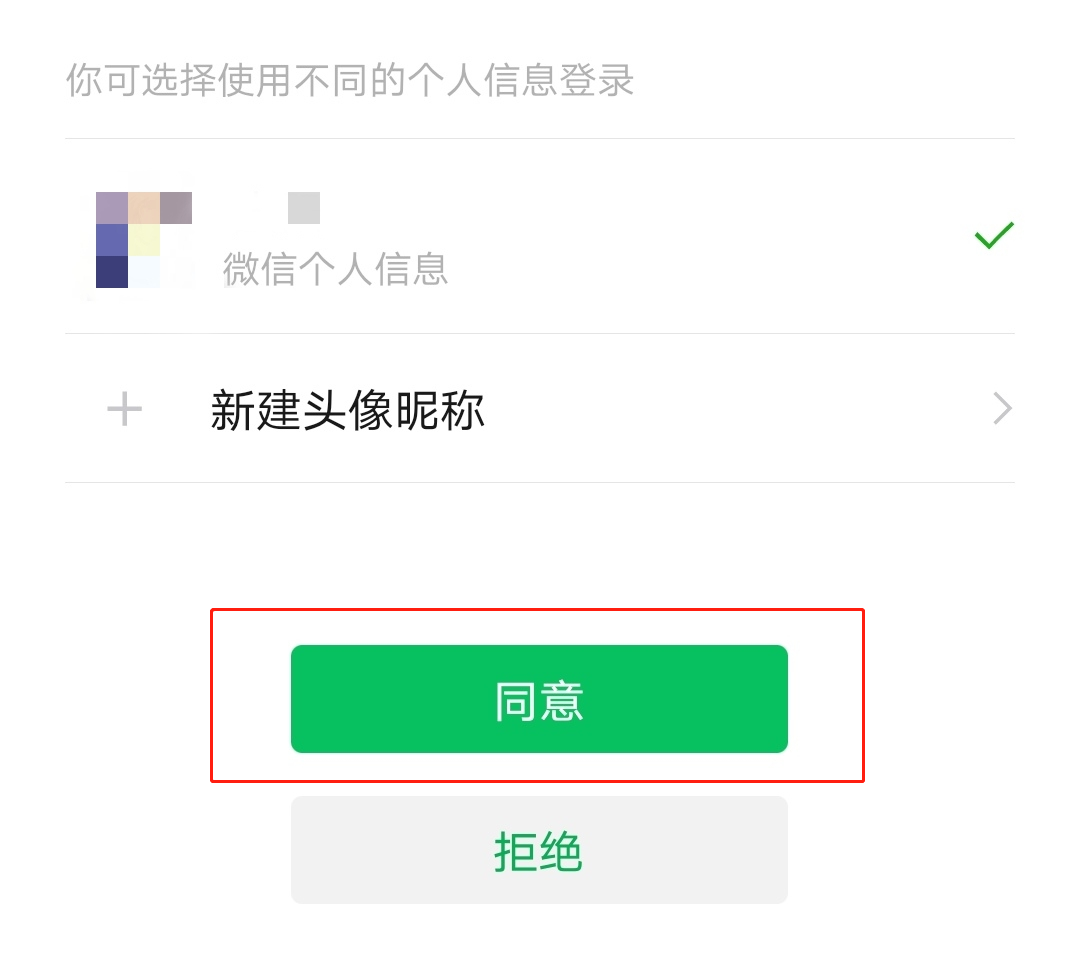 你可选择使用不同的个人信息登录
微信个人信息
新建头像昵称
同意
拒绝